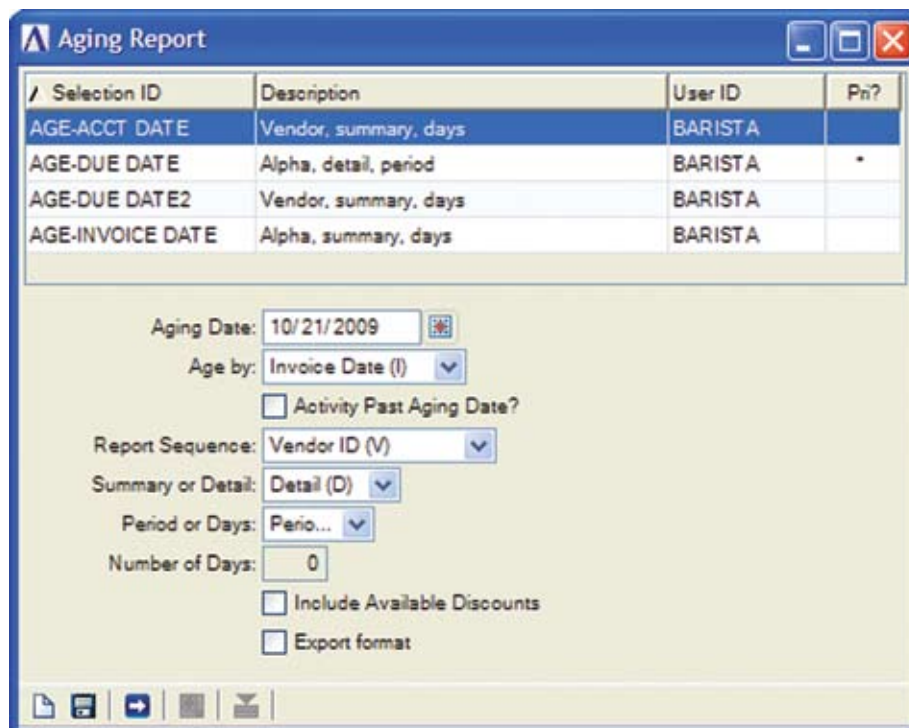 Aging Report
Selection ID Description User ID Pri?
AGE-ACCT DATE Vendor, summary, days BARISTA
AGE-DUE DATE Alpha, detail, period BARISTA *
AGE-DUE DATE2 Vendor, summary, days BARISTA
AGE-INVOICE DATE Alpha, summary, days BARISTA
Aging Date: 10/21/2009
Age by: Invoice Date (I)
Activity Past Aging Date?
Report Sequence: Vendor ID (V)
Summary or Detail: Detail (D)
Period or Days: Perio...
Number of Days: 0
Include Available Discounts
Export format